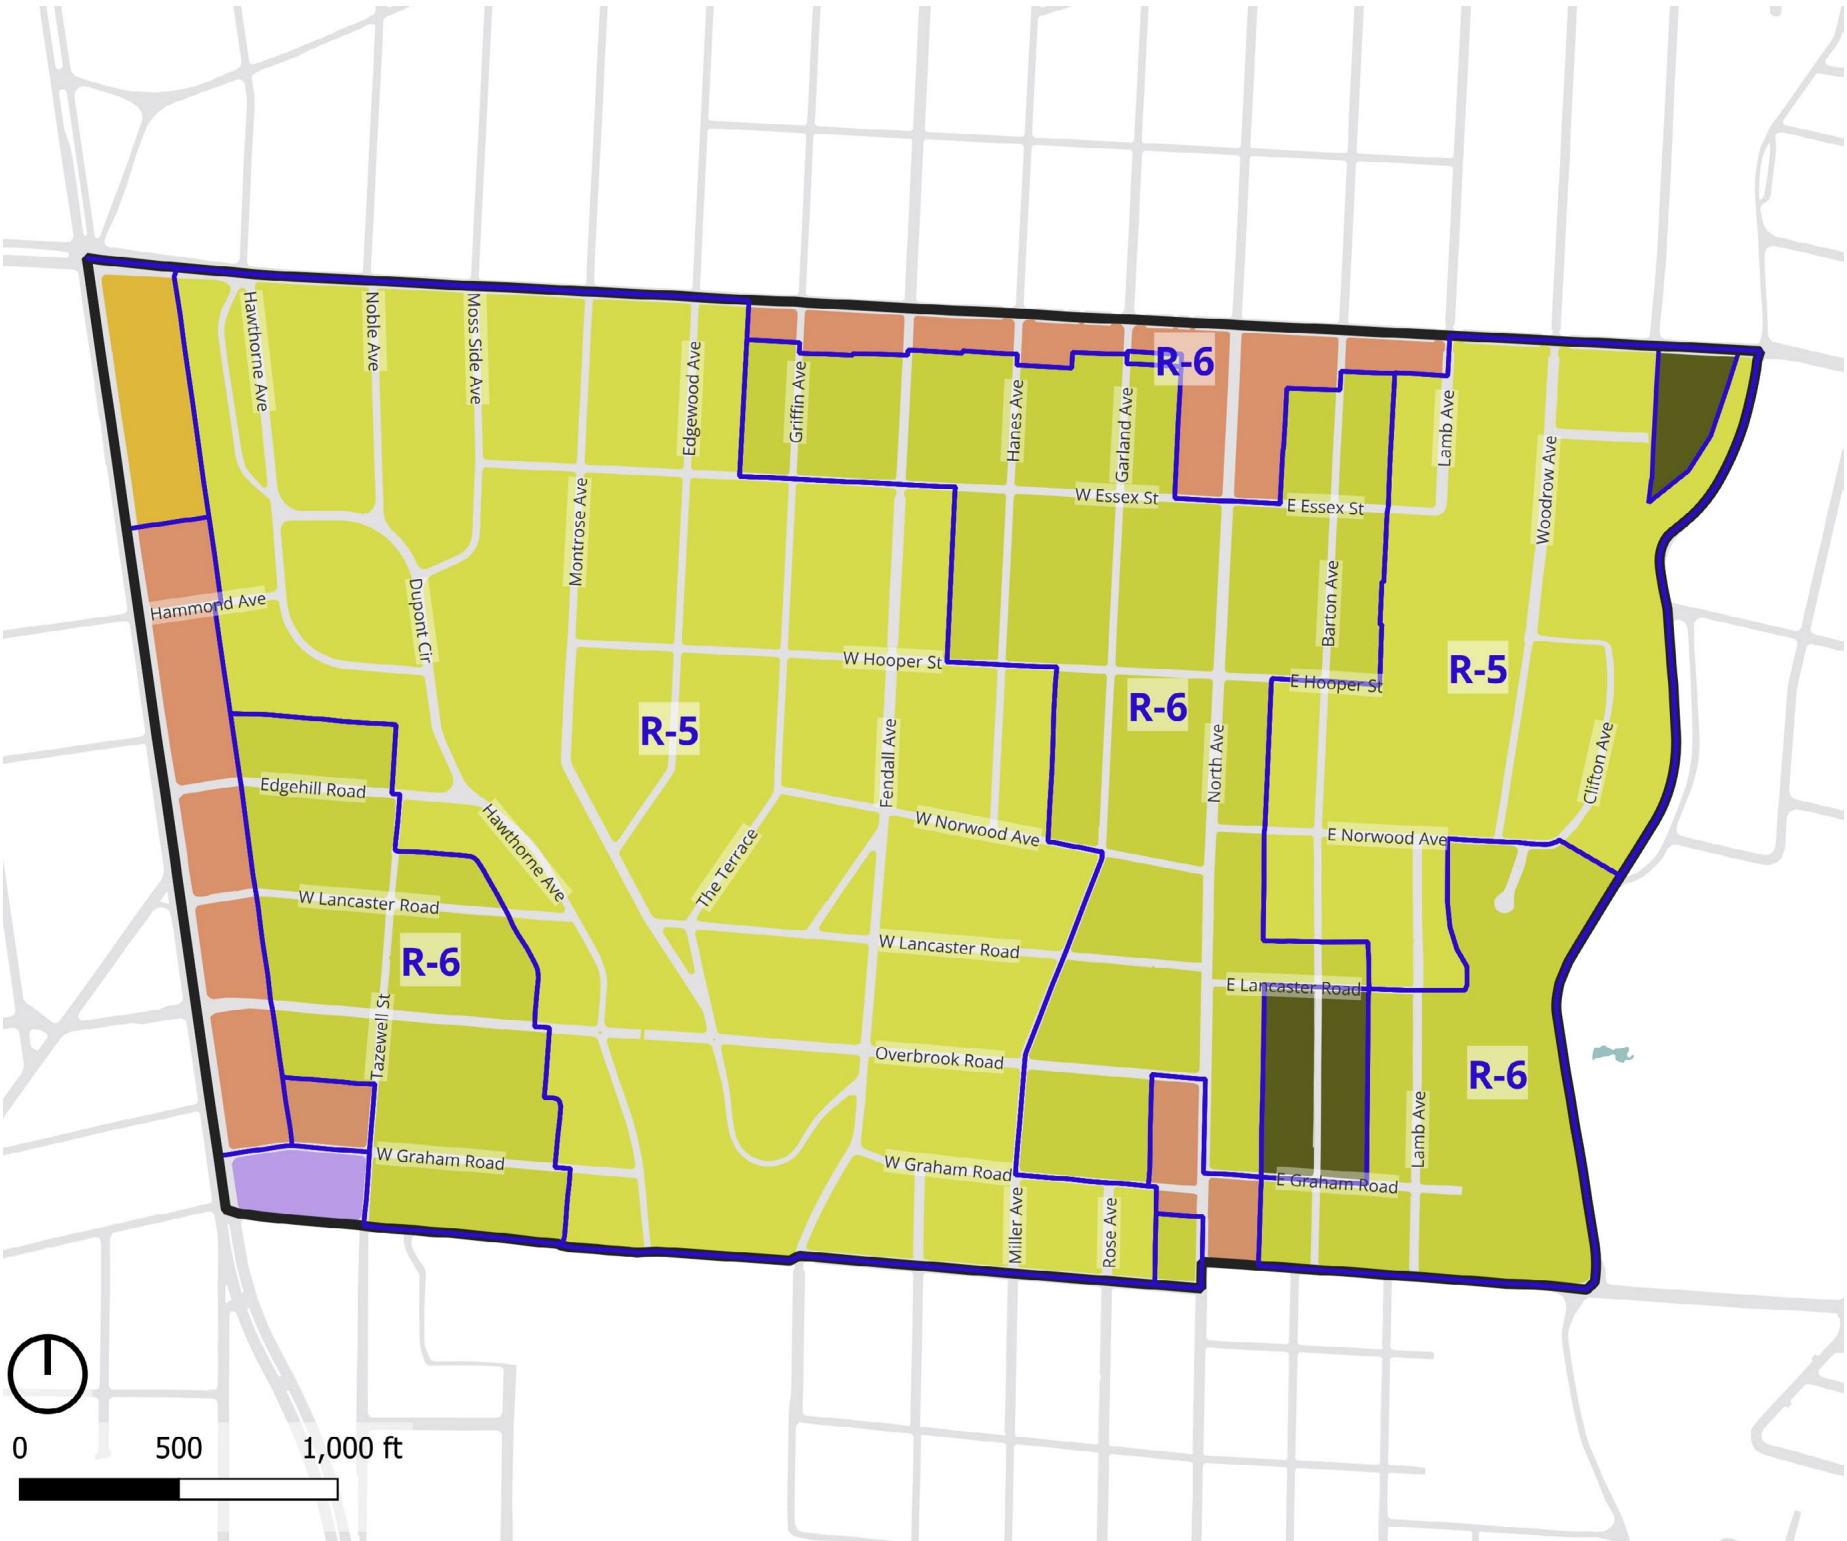 Hawthorne Ave
Noble Ave
Moss Side Ave
Edgewood Ave
Griffin Ave
Hanes Ave
Garland Ave
R-6
Lamb Ave
Woodrow Ave
Montrose Ave
W Essex St
E Essex St
Hammond Ave
Dupont Cir
Barton Ave
W Hooper St
E Hooper St
R-5
R-5
R-6
Fendall Ave
North Ave
Clifton Ave
Edgehill Road
Hawthorne Ave
The Terrace
W Norwood Ave
E Norwood Ave
W Lancaster Road
W Lancaster Road
E Lancaster Road
R-6
Tazewell St
Overbrook Road
R-6
Lamb Ave
W Graham Road
W Graham Road
E Graham Road
Miller Ave
Rose Ave
0 500 1,000 ft